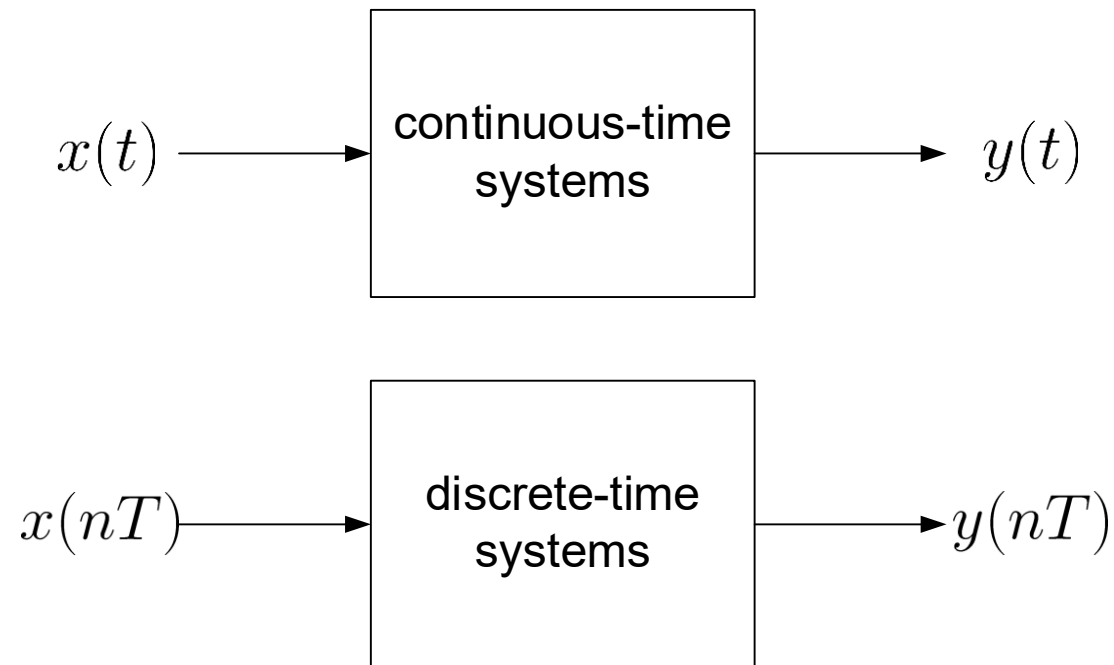 x(t)
continuous-time
systems
y(t)
x(nT)
discrete-time
systems
y(nT)